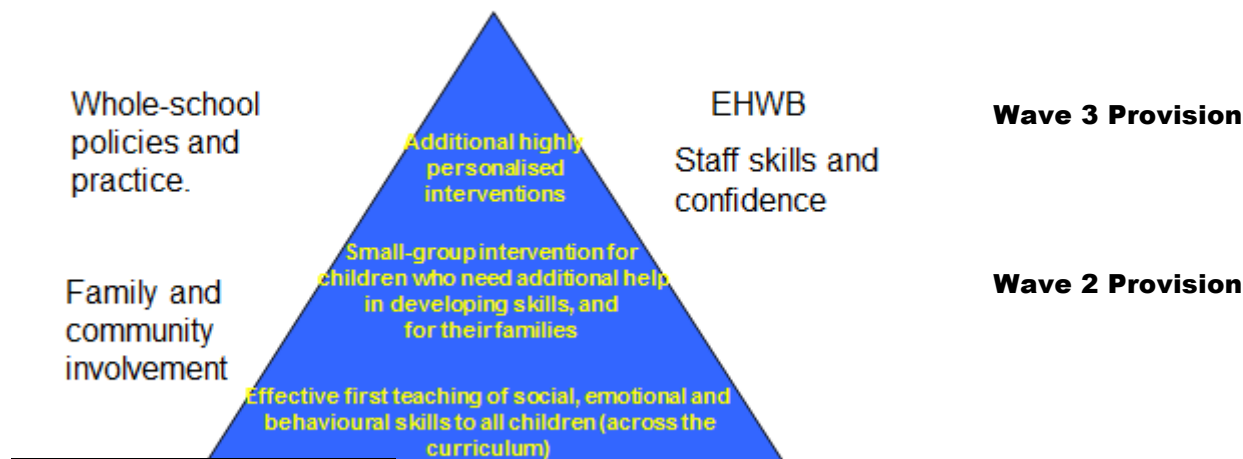 Whole-school
policies and
practice.
EHWB
Staff skills and
confidence
Wave 3 Provision
Additional highly
personalised
interventions
Family and
community
involvement
Small-group intervention for
children who need additional help
in developing skills, and
for their families
Wave 2 Provision
Effective first teaching of social, emotional and
behavioural skills to all children (across the
curriculum)